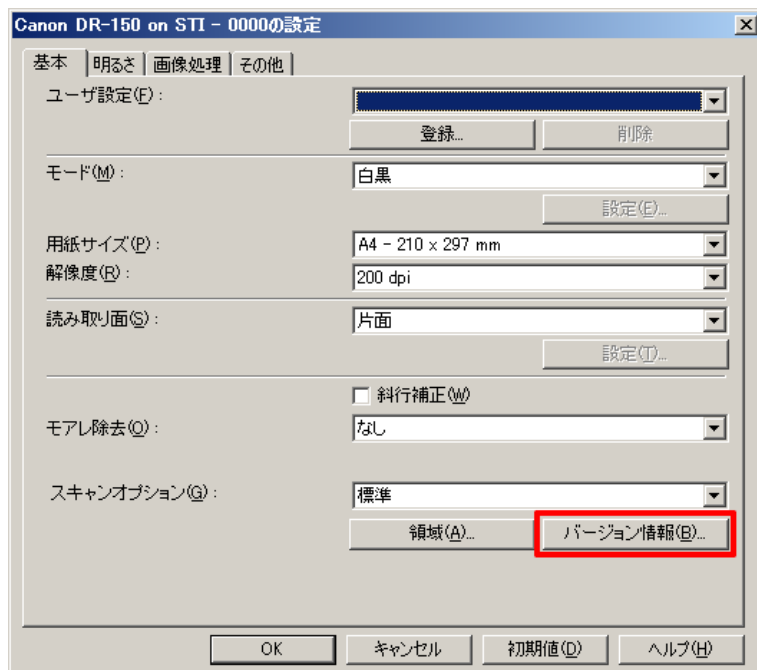 Canon DR-150 on STI - 0000の設定
基本 明るさ 画像処理 その他
ユーザ設定(F):
登録... 削除
モード(M): 白黒
設定(E)...
用紙サイズ(P): A4 - 210 x 297 mm
解像度(R): 200 dpi
読み取り面(S): 片面
設定(T)...
斜行補正(W)
モアレ除去(O): なし
スキャンオプション(G): 標準
領域(A)... バージョン情報(B)...
OK キャンセル 初期値(D) ヘルプ(H)